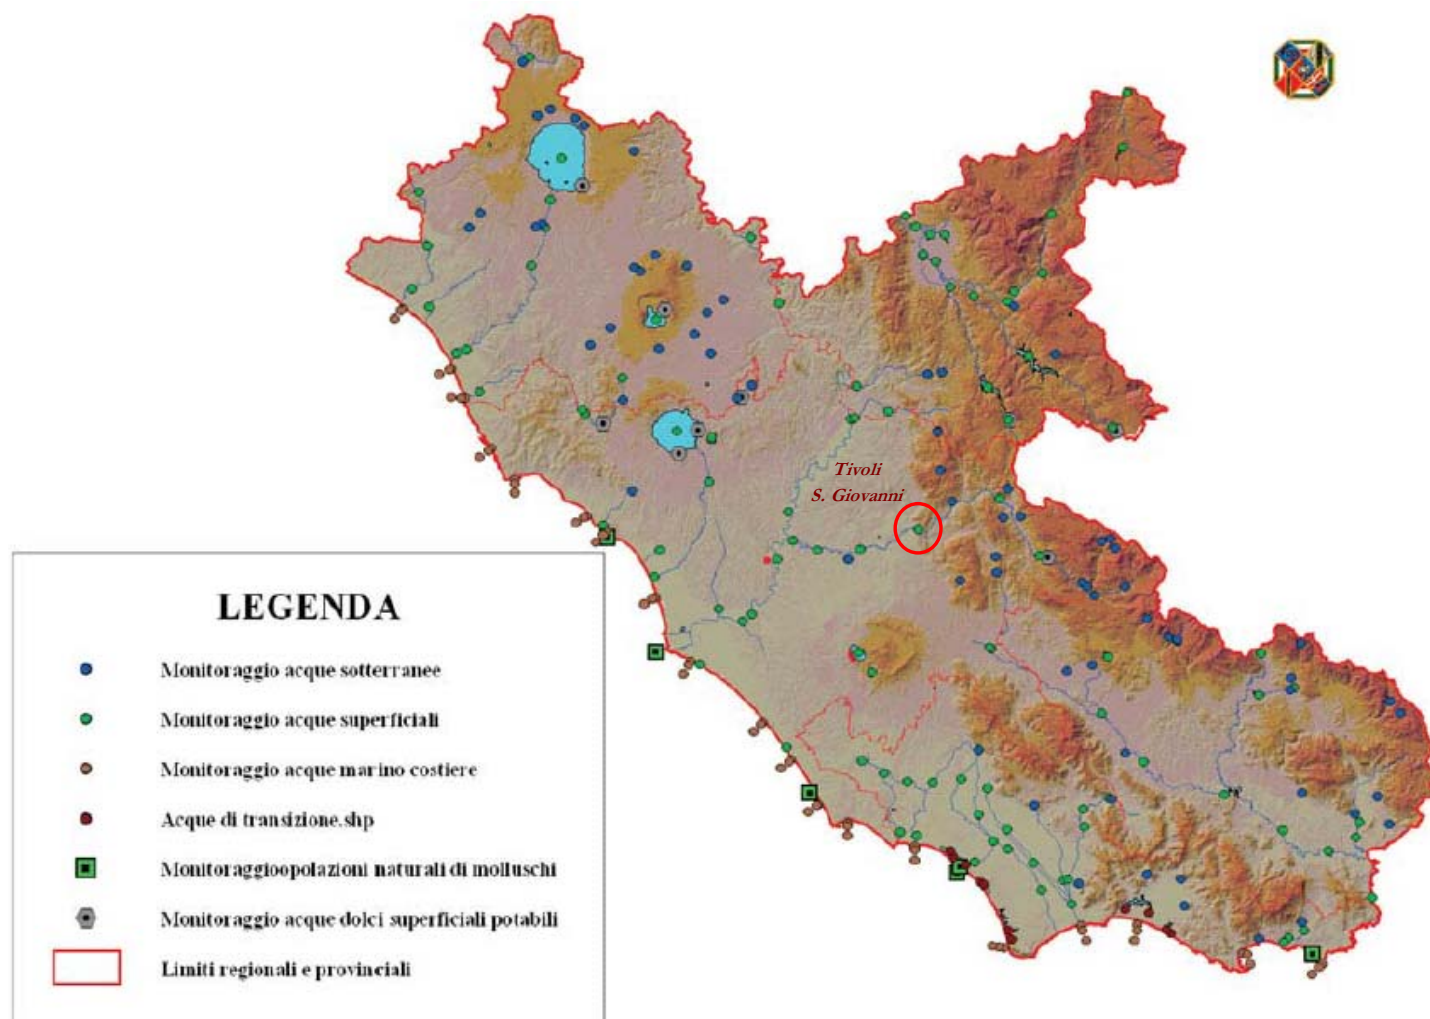 Tivoli
S. Giovanni
LEGENDA
Monitoraggio acque sotterranee
Monitoraggio acque superficiali
Monitoraggio acque marino costiere
Acque di transizione.shp
Monitoraggioopolazioni naturali di molluschi
Monitoraggio acque dolci superficiali potabili
Limiti regionali e provinciali